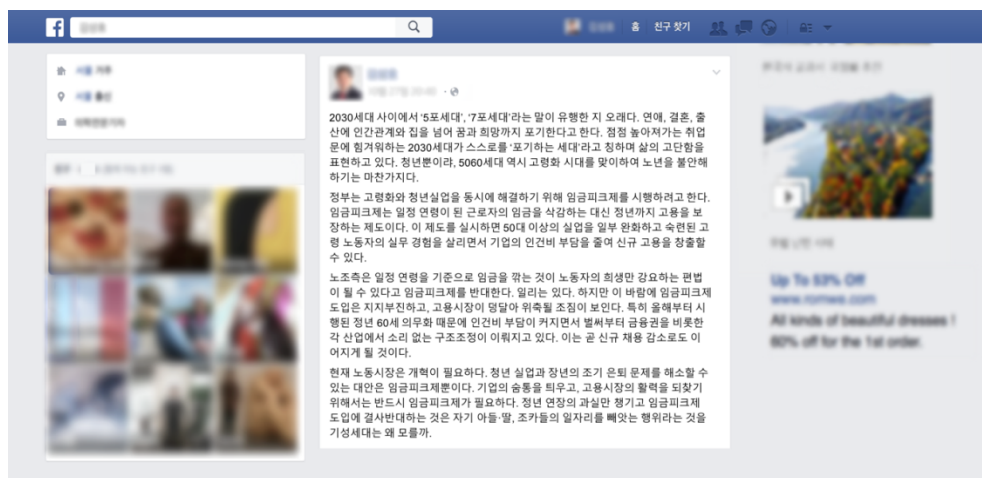 f
홈 친구 찾기
2030세대 사이에서 '5포세대', '7포세대'라는 말이 유행한 지 오래다. 연애, 결혼, 출
산에 인간관계와 집을 넘어 꿈과 희망까지 포기한다고 한다. 점점 높아져가는 취업
문에 힘겨워하는 2030세대가 스스로를 '포기하는 세대'라고 칭하며 삶의 고단함을
표현하고 있다. 청년뿐이랴, 5060세대 역시 고령화 시대를 맞이하여 노년을 불안해
하기는 마찬가지다.
정부는 고령화와 청년실업을 동시에 해결하기 위해 임금피크제를 시행하려고 한다.
임금피크제는 일정 연령이 된 근로자의 임금을 삭감하는 대신 정년까지 고용을 보
장하는 제도이다. 이 제도를 실시하면 50대 이상의 실업을 일부 완화하고 숙련된 고
령 노동자의 실무 경험을 살리면서 기업의 인건비 부담을 줄여 신규 고용을 창출할
수 있다.
노조측은 일정 연령을 기준으로 임금을 깎는 것이 노동자의 희생만 강요하는 편법
이 될 수 있다고 임금피크제를 반대한다. 일리는 있다. 하지만 이 바람에 임금피크제
도입은 지지부진하고, 고용시장이 덩달아 위축될 조짐이 보인다. 특히 올해부터 시
행된 정년 60세 의무화 때문에 인건비 부담이 커지면서 벌써부터 금융권을 비롯한
각 산업에서 소리 없는 구조조정이 이뤄지고 있다. 이는 곧 신규 채용 감소로도 이
어지게 될 것이다.
현재 노동시장은 개혁이 필요하다. 청년 실업과 장년의 조기 은퇴 문제를 해소할 수
있는 대안은 임금피크제뿐이다. 기업의 숨통을 틔우고, 고용시장의 활력을 되찾기
위해서는 반드시 임금피크제가 필요하다. 정년 연장의 과실만 챙기고 임금피크제
도입에 결사반대하는 것은 자기 아들·딸, 조카들의 일자리를 빼앗는 행위라는 것을
기성세대는 왜 모를까.
Up To 53% Off
www.romwe.com
All kinds of beautiful dresses !
60% off for the 1st order.